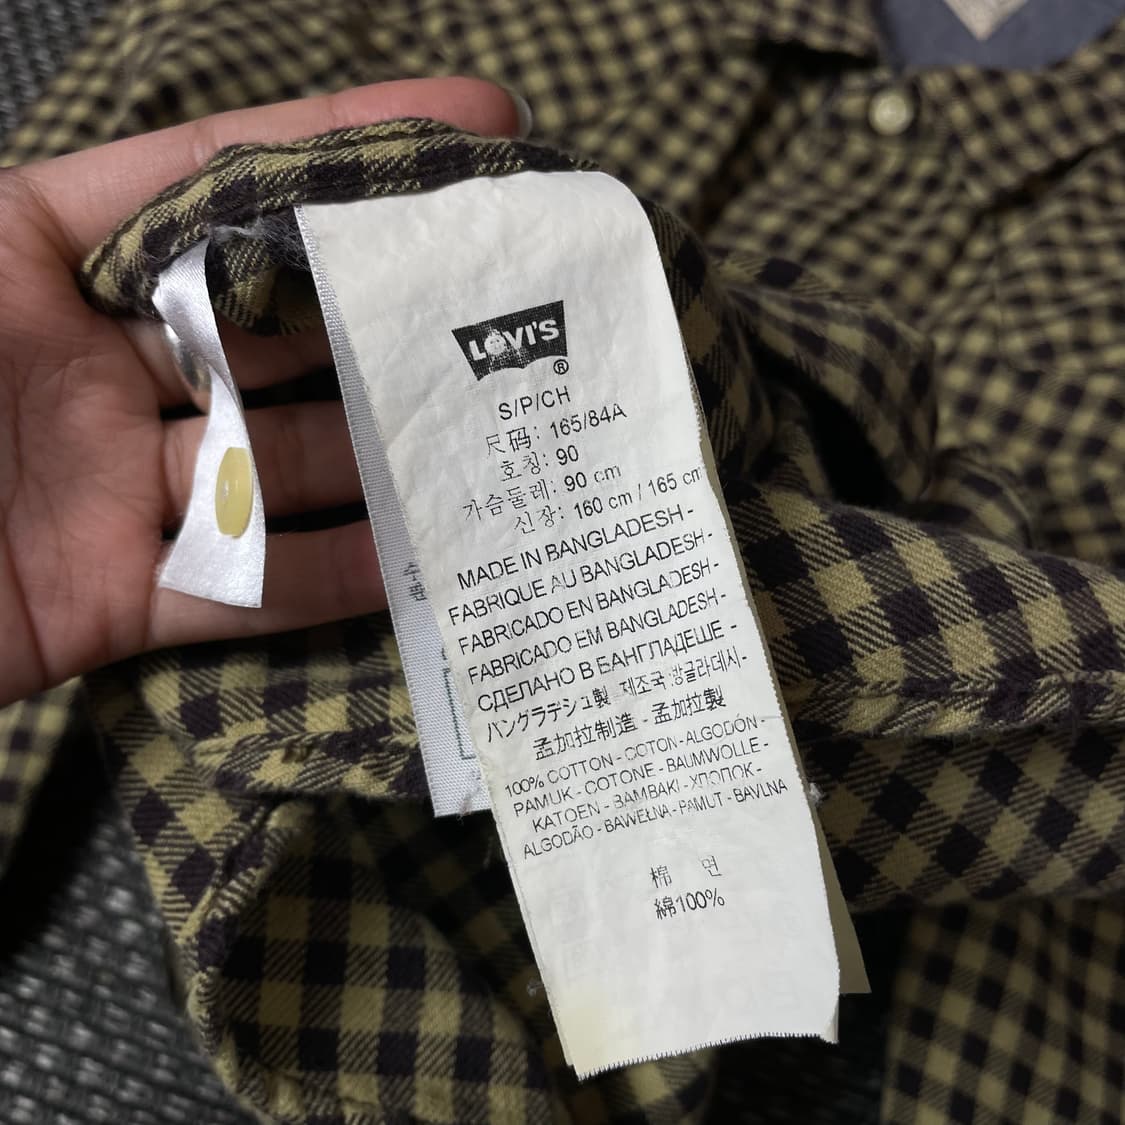 LEVI'S
®
S/P/CH
尺码: 165/84A
호칭: 90
가슴둘레: 90 cm
신장: 160 cm / 165 cm
MADE IN BANGLADESH -
FABRIQUE AU BANGLADESH -
FABRICADO EN BANGLADESH -
FABRICADO EM BANGLADESH -
СДЕЛАНО В БАНГЛАДЕШЕ -
バングラデシュ製 제조국:방글라데시-
孟加拉制造 - 孟加拉製
100% COTTON - COTON - ALGODÓN -
PAMUK - COTONE - BAUMWOLLE -
KATOEN - BAMBAKI - ХЛОПОК -
ALGODÃO - BAWEŁNA - PAMUT - BAVLNA
棉 면
綿100%